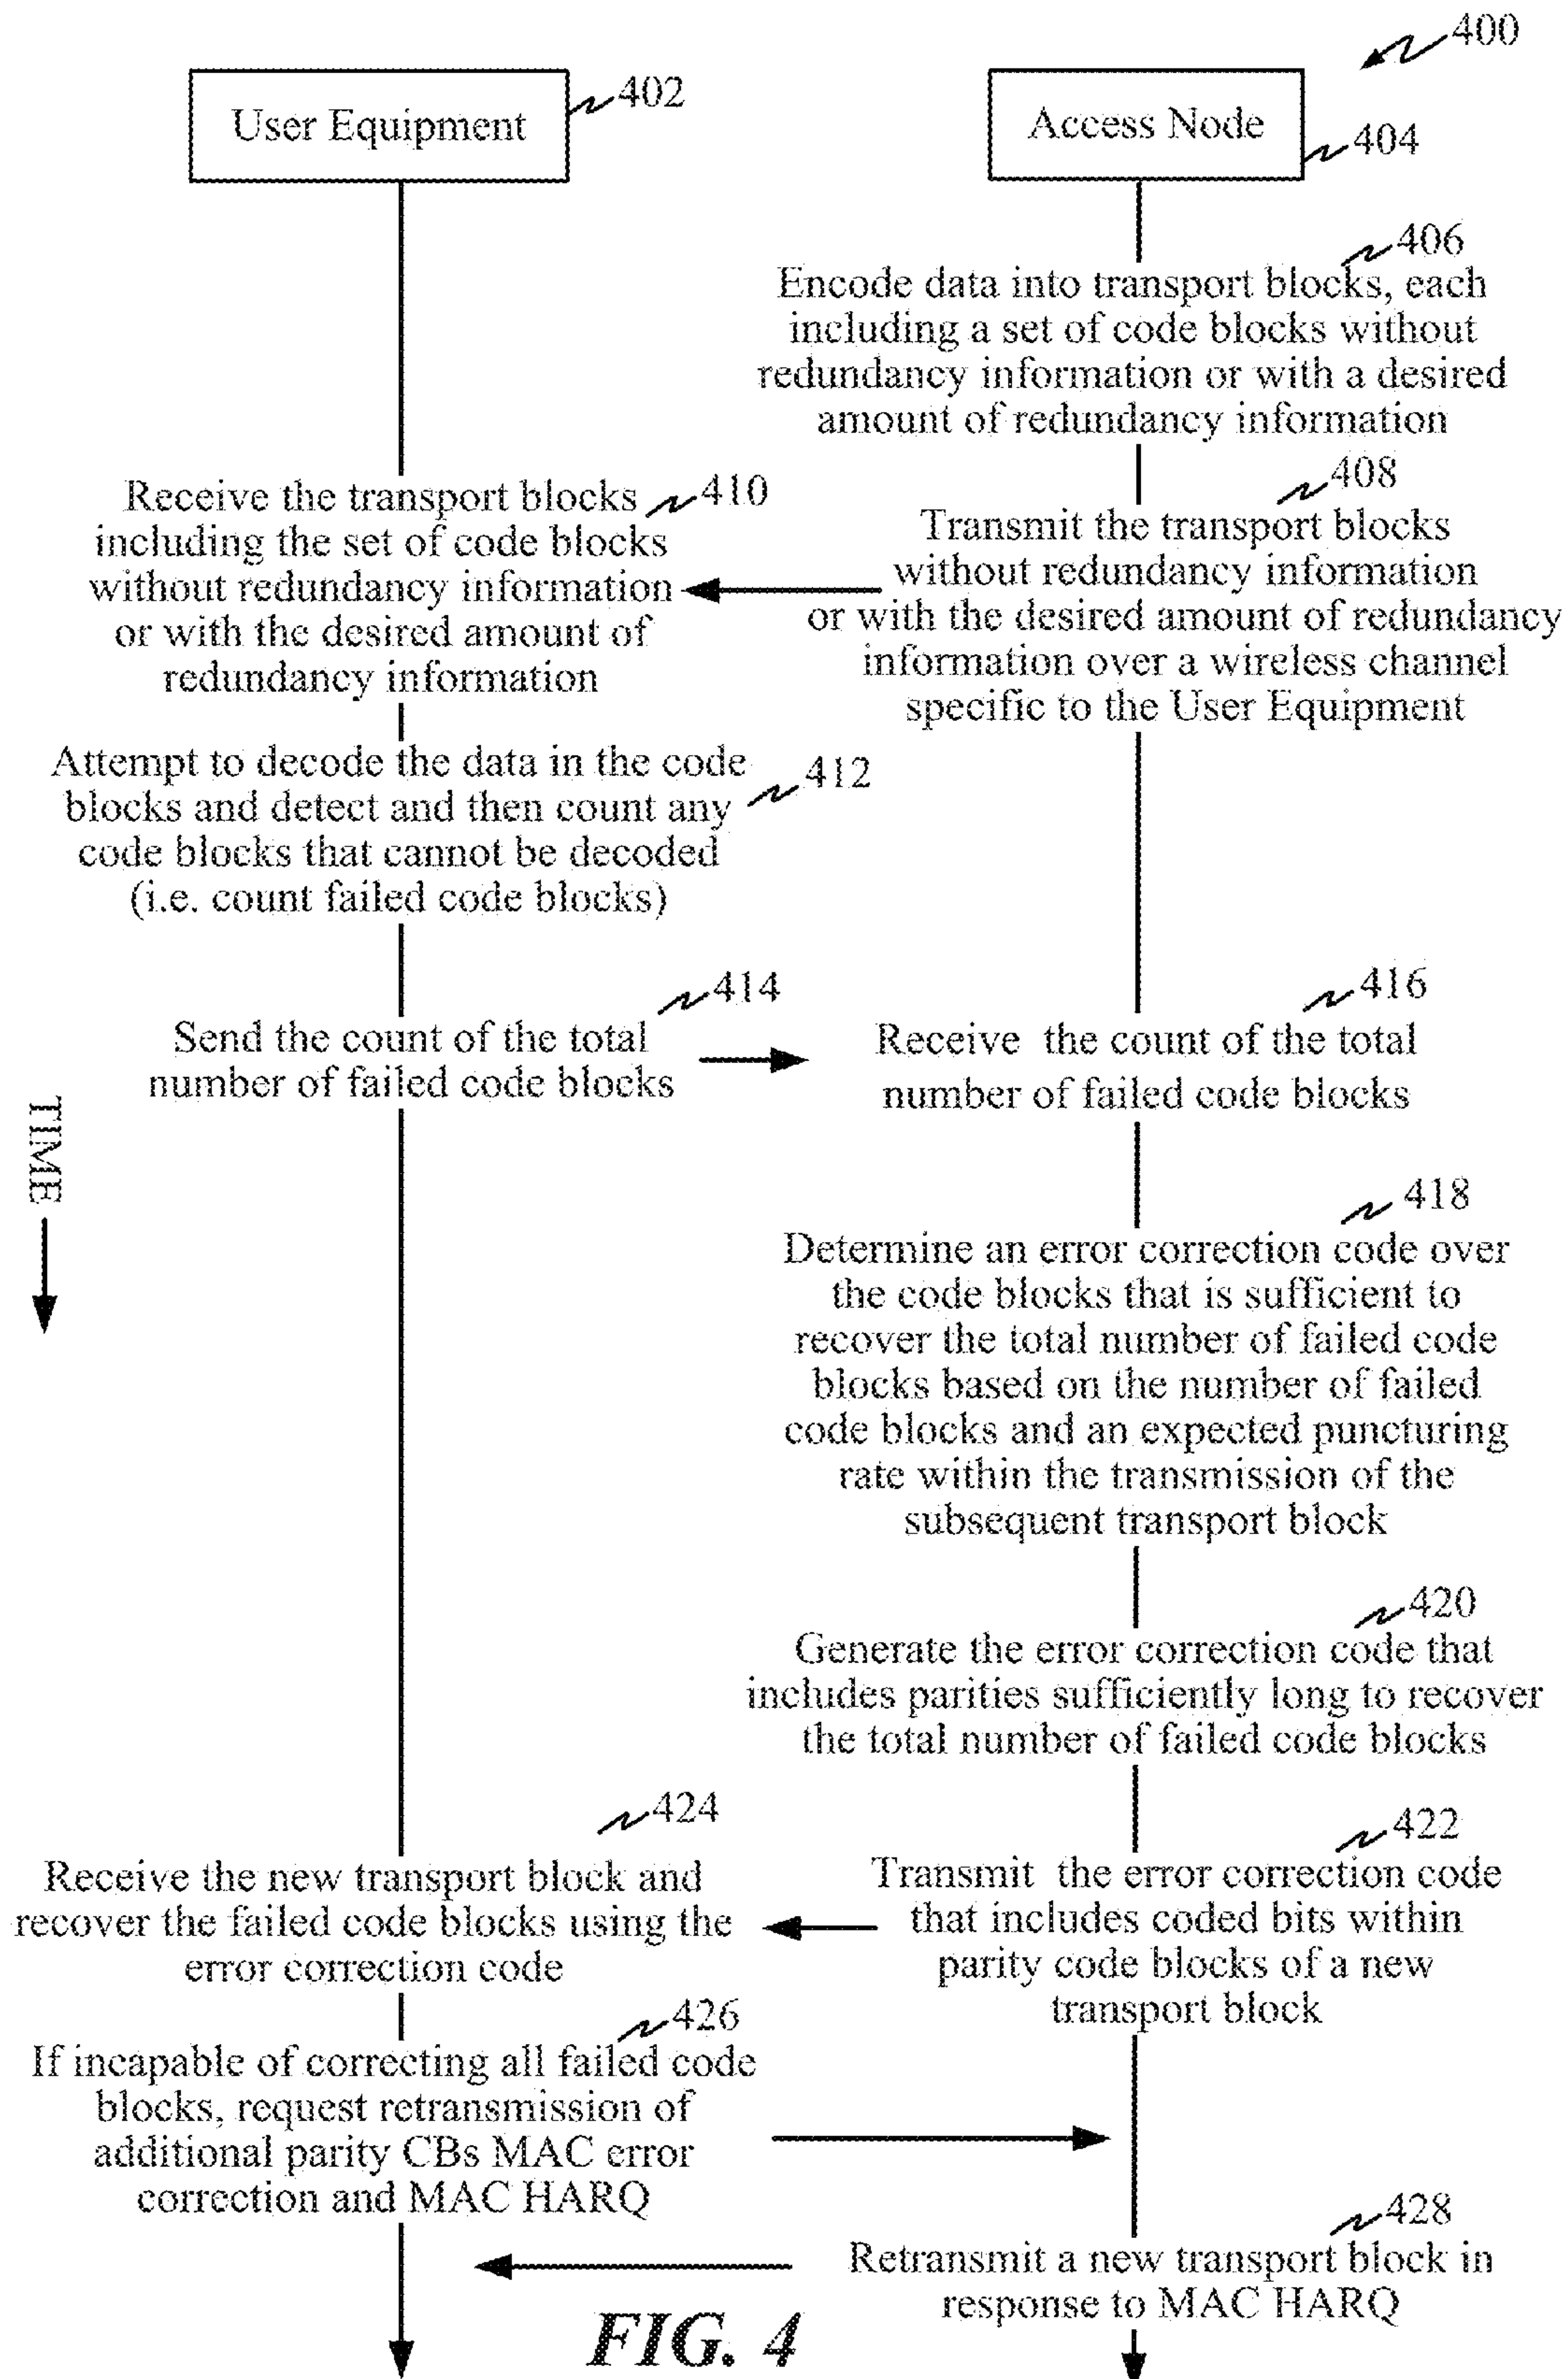 400
User Equipment
402
Access Node
404
406
Encode data into transport blocks, each
including a set of code blocks without
redundancy information or with a desired
amount of redundancy information
408
Transmit the transport blocks
without redundancy information
or with the desired amount of redundancy
information over a wireless channel
specific to the User Equipment
Receive the transport blocks
410
including the set of code blocks
without redundancy information
or with the desired amount of
redundancy information
Attempt to decode the data in the code
412
blocks and detect and then count any
code blocks that cannot be decoded
(i.e. count failed code blocks)
414
Send the count of the total
number of failed code blocks
416
Receive the count of the total
number of failed code blocks
TIME
418
Determine an error correction code over
the code blocks that is sufficient to
recover the total number of failed code
blocks based on the number of failed
code blocks and an expected puncturing
rate within the transmission of the
subsequent transport block
420
Generate the error correction code that
includes parities sufficiently long to recover
the total number of failed code blocks
422
Transmit the error correction code
that includes coded bits within
parity code blocks of a new
transport block
424
Receive the new transport block and
recover the failed code blocks using the
error correction code
426
If incapable of correcting all failed code
blocks, request retransmission of
additional parity CBs MAC error
correction and MAC HARQ
428
Retransmit a new transport block in
response to MAC HARQ
FIG. 4